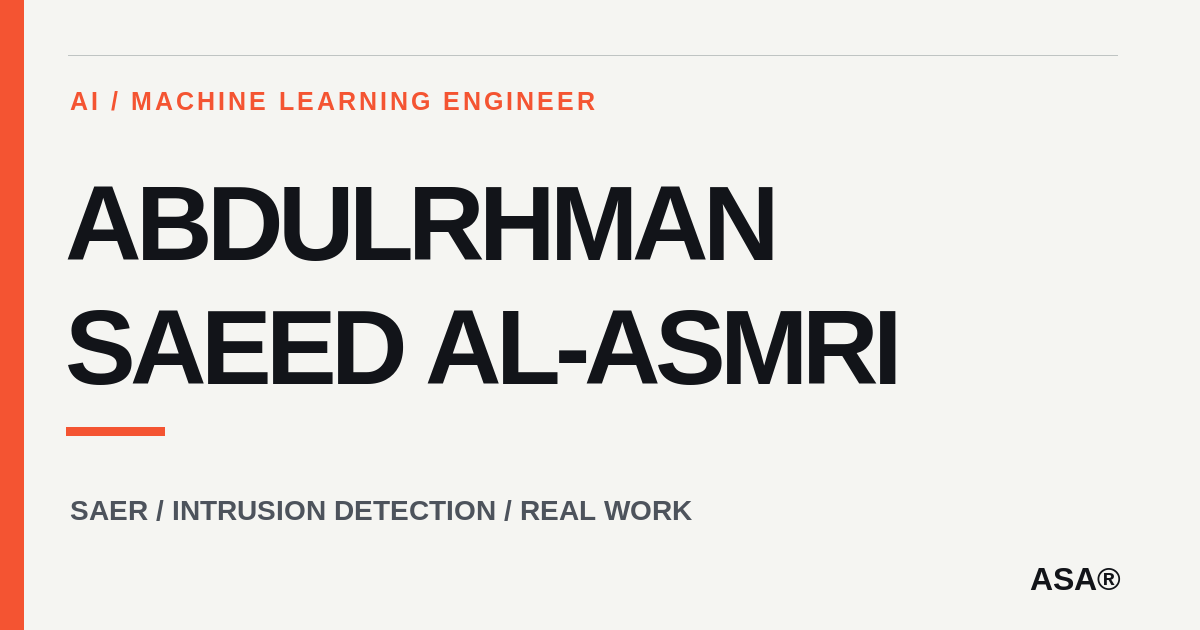 AI / MACHINE LEARNING ENGINEER
ABDULRHMAN
SAEED AL-ASMRI
SAER / INTRUSION DETECTION / REAL WORK
ASA®